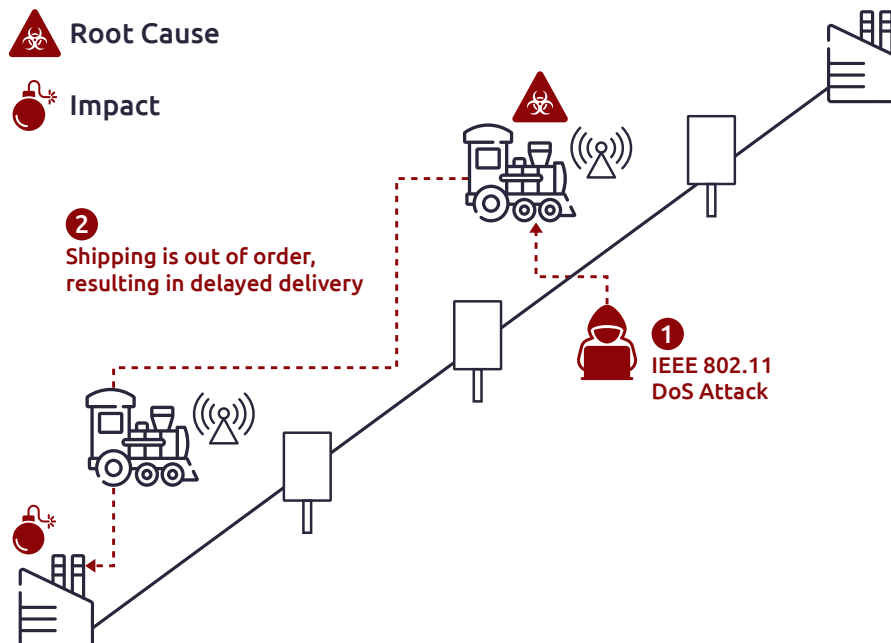 Root Cause
Impact
2
Shipping is out of order,
resulting in delayed delivery
1
IEEE 802.11
DoS Attack